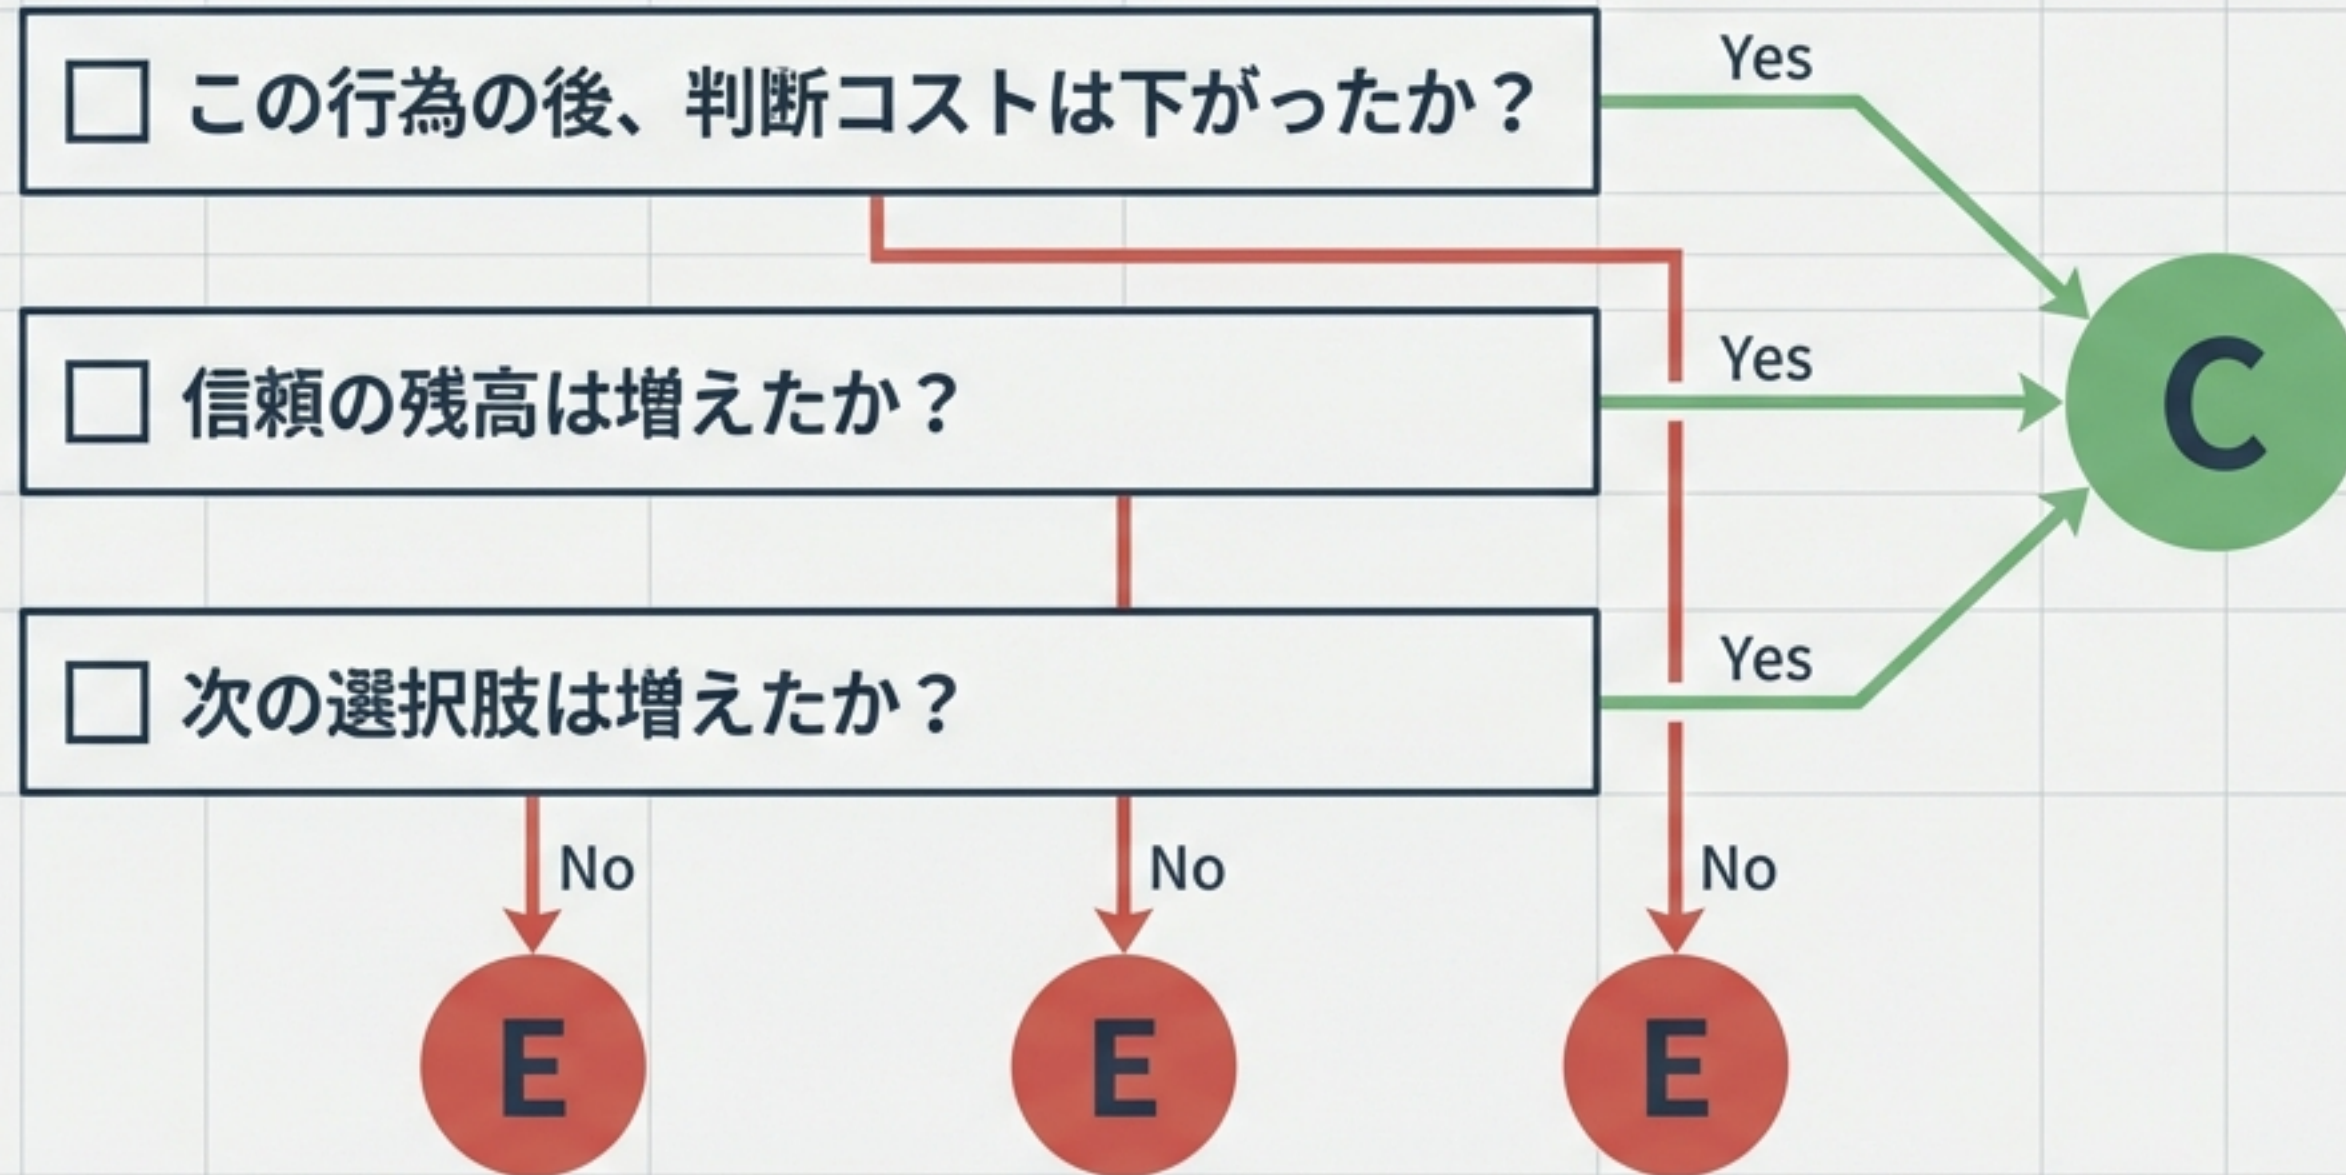 □ この行為の後、判断コストは下がったか？
Yes
□ 信頼の残高は増えたか？
Yes
C
□ 次の選択肢は増えたか？
Yes
No
No
No
E
E
E